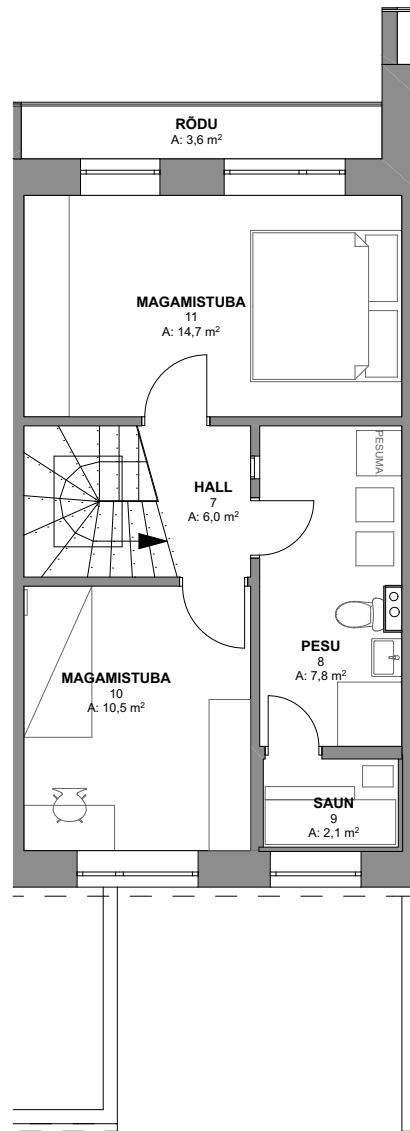 RÕDU
A: 3,6 m²
MAGAMISTUBA
11
A: 14,7 m²
PESUMA
HALL
7
A: 6,0 m²
PESU
8
A: 7,8 m²
MAGAMISTUBA
10
A: 10,5 m²
SAUN
9
A: 2,1 m²